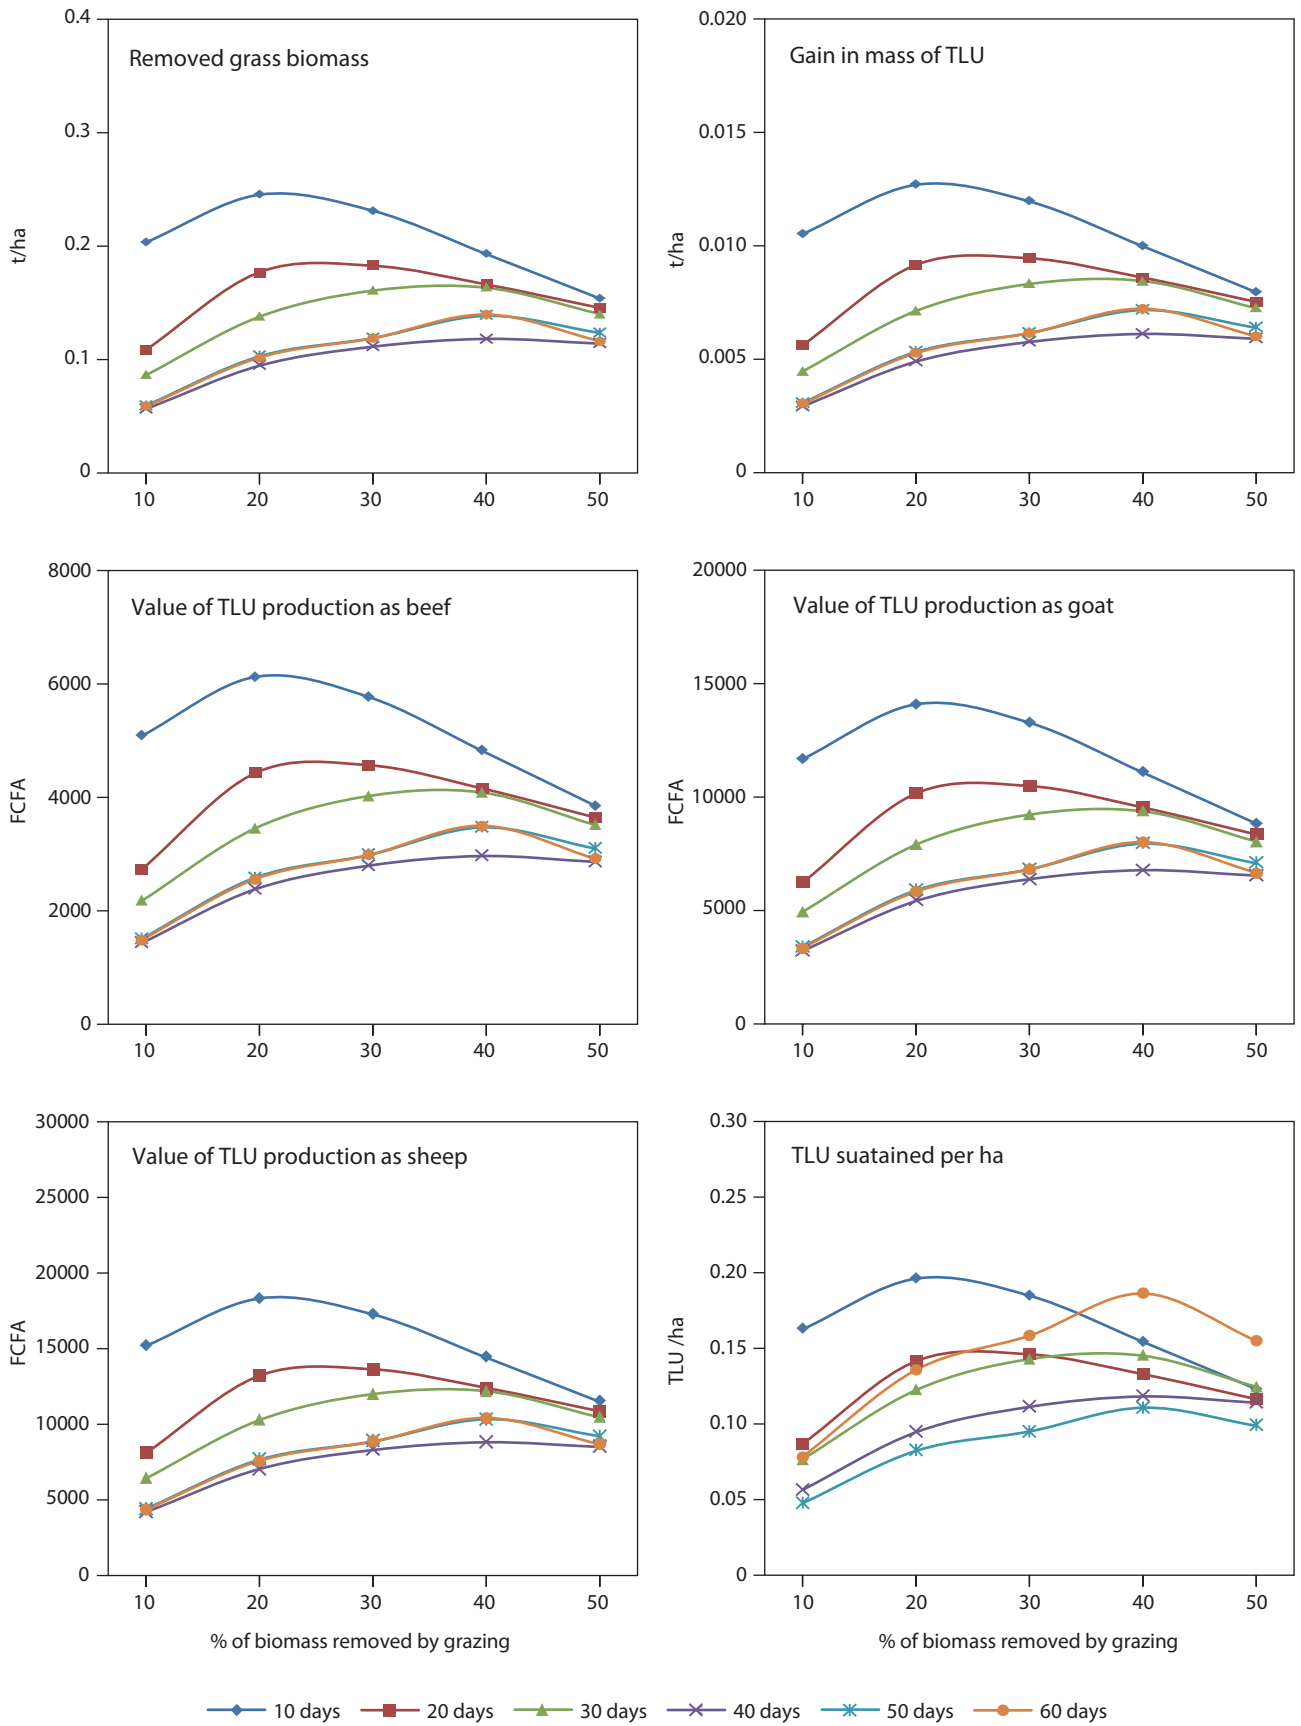 Removed grass biomass
t/ha
0.4
0.3
0.2
0.1
0
10 20 30 40 50
Gain in mass of TLU
t/ha
0.020
0.015
0.010
0.005
0
10 20 30 40 50
Value of TLU production as beef
FCFA
8000
6000
4000
2000
0
10 20 30 40 50
Value of TLU production as goat
FCFA
20000
15000
10000
5000
0
10 20 30 40 50
Value of TLU production as sheep
FCFA
30000
25000
20000
15000
10000
5000
0
10 20 30 40 50
% of biomass removed by grazing
TLU suatained per ha
TLU /ha
0.30
0.25
0.20
0.15
0.10
0.05
0
10 20 30 40 50
% of biomass removed by grazing
10 days 20 days 30 days 40 days 50 days 60 days